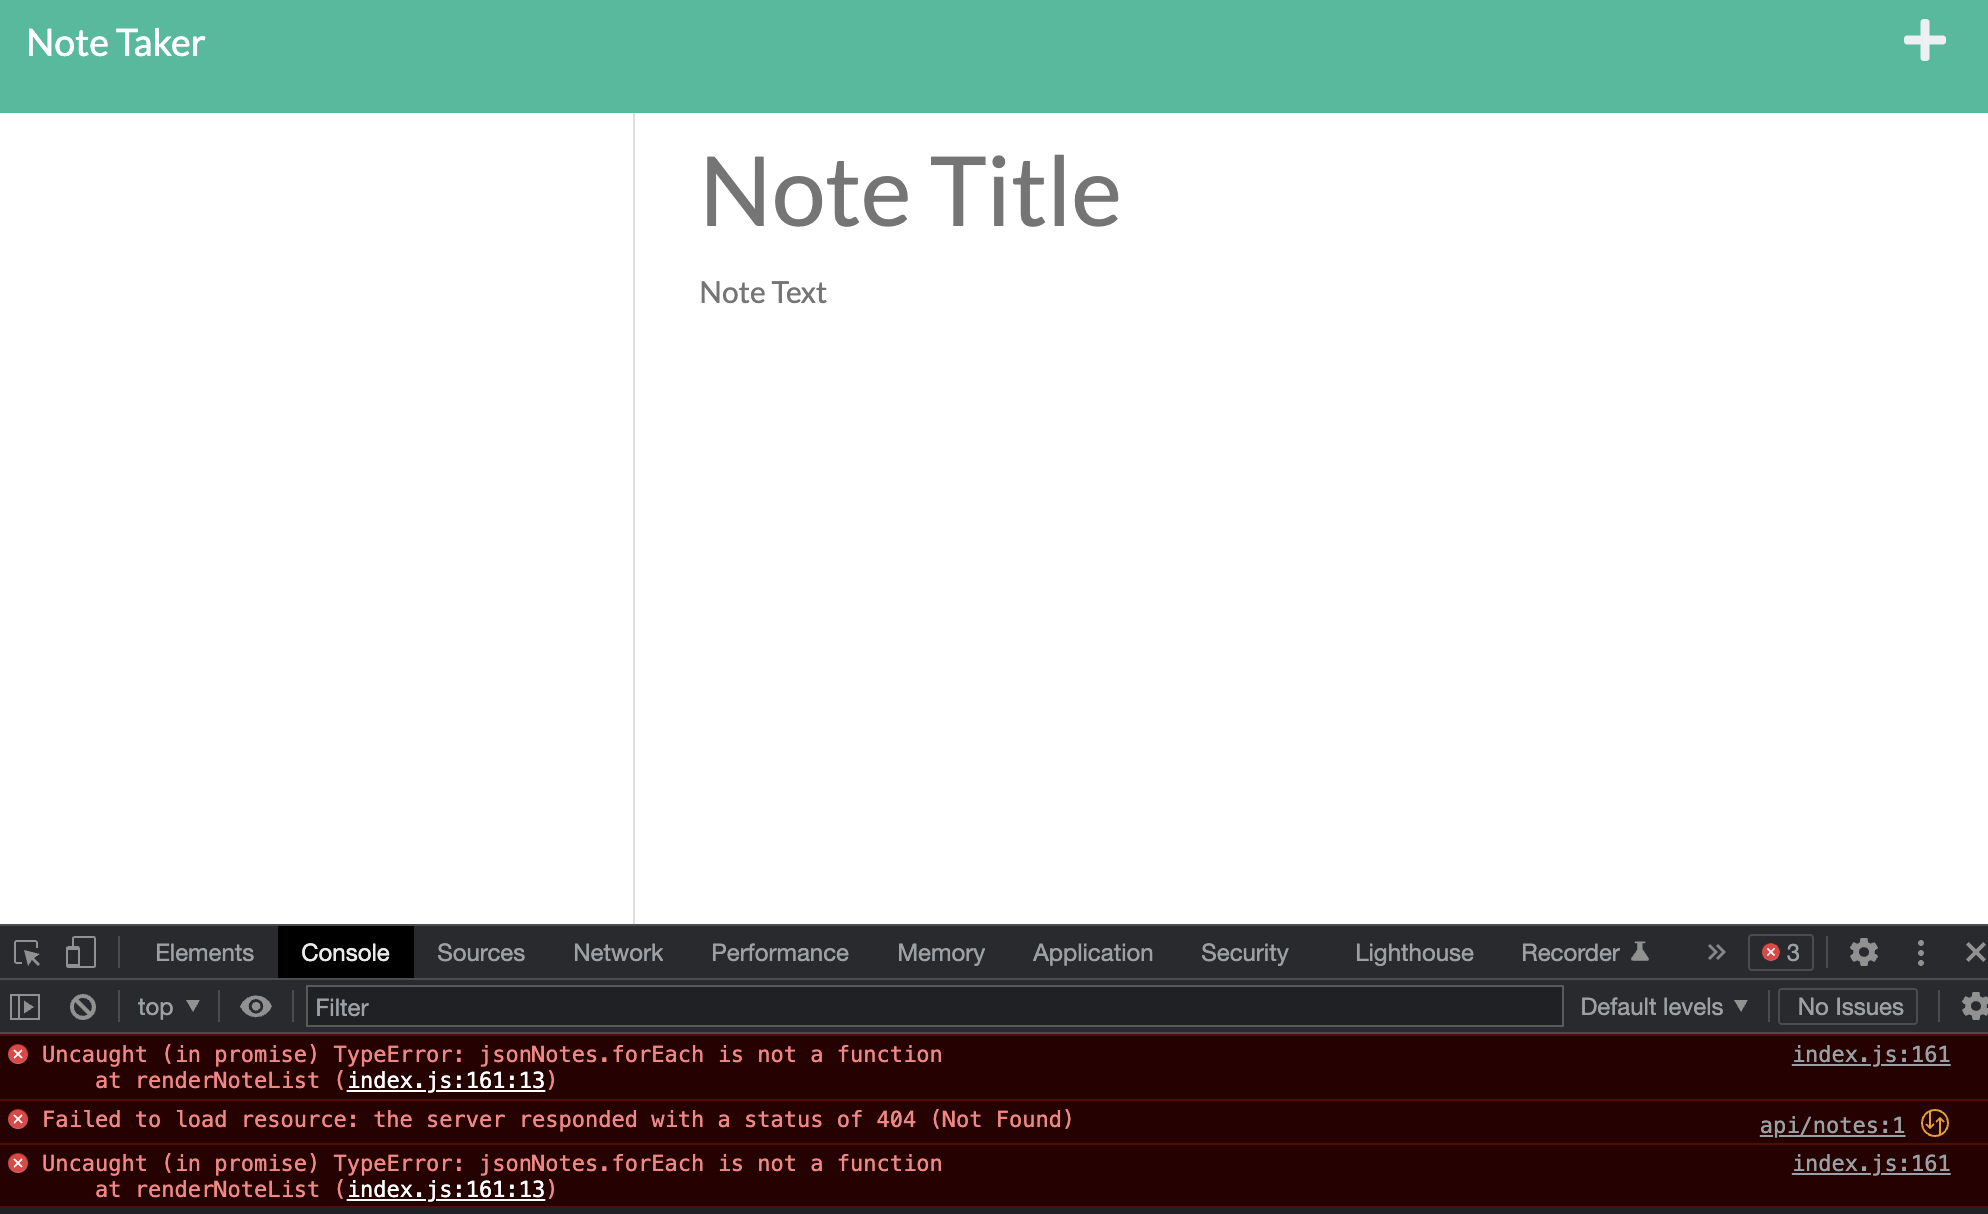 Note Taker
Note Title
Note Text
Elements Console Sources Network Performance Memory Application Security Lighthouse Recorder 3
top Filter Default levels No Issues
Uncaught (in promise) TypeError: jsonNotes.forEach is not a function index.js:161
at renderNoteList (index.js:161:13)
Failed to load resource: the server responded with a status of 404 (Not Found) api/notes:1
Uncaught (in promise) TypeError: jsonNotes.forEach is not a function index.js:161
at renderNoteList (index.js:161:13)